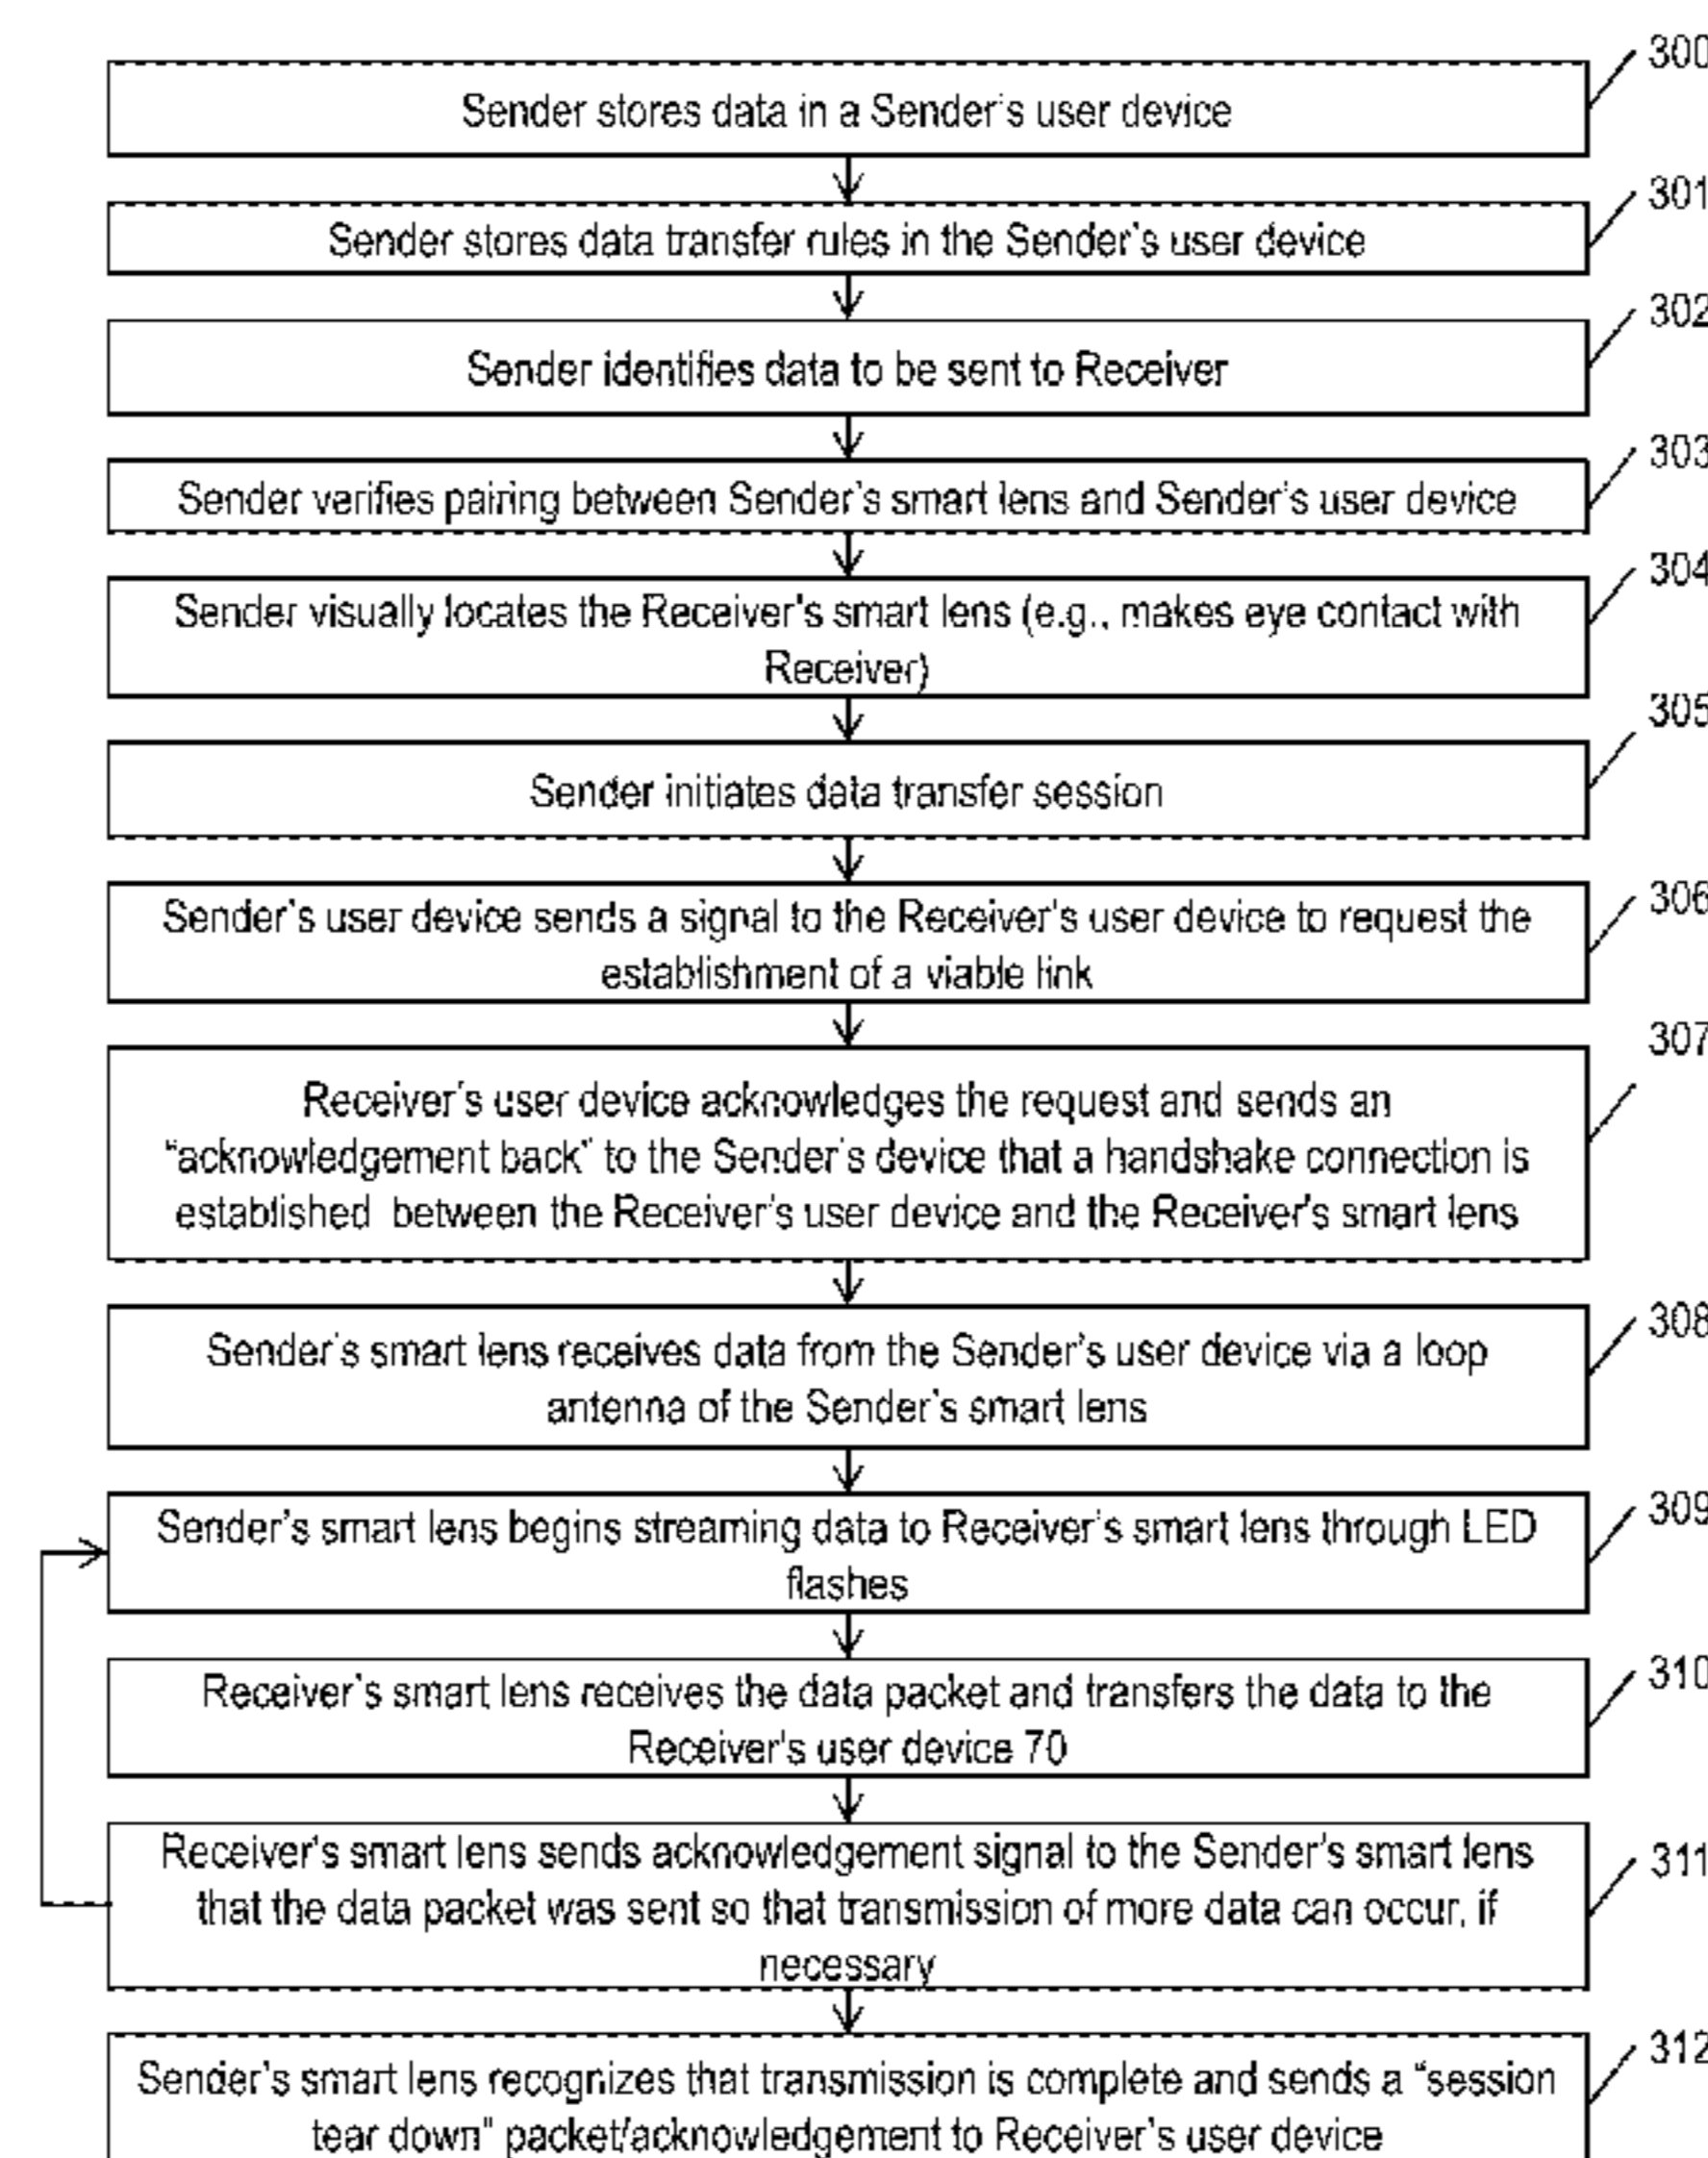 300
Sender stores data in a Sender's user device
301
Sender stores data transfer rules in the Sender's user device
302
Sender identifies data to be sent to Receiver
303
Sender verifies pairing between Sender's smart lens and Sender's user device
304
Sender visually locates the Receiver's smart lens (e.g., makes eye contact with
Receiver)
305
Sender initiates data transfer session
306
Sender's user device sends a signal to the Receiver's user device to request the
establishment of a viable link
307
Receiver's user device acknowledges the request and sends an
"acknowledgement back" to the Sender's device that a handshake connection is
established between the Receiver's user device and the Receiver's smart lens
308
Sender's smart lens receives data from the Sender's user device via a loop
antenna of the Sender's smart lens
309
Sender's smart lens begins streaming data to Receiver's smart lens through LED
flashes
310
Receiver's smart lens receives the data packet and transfers the data to the
Receiver's user device 70
311
Receiver's smart lens sends acknowledgement signal to the Sender's smart lens
that the data packet was sent so that transmission of more data can occur, if
necessary
312
Sender's smart lens recognizes that transmission is complete and sends a "session
tear down" packet/acknowledgement to Receiver's user device